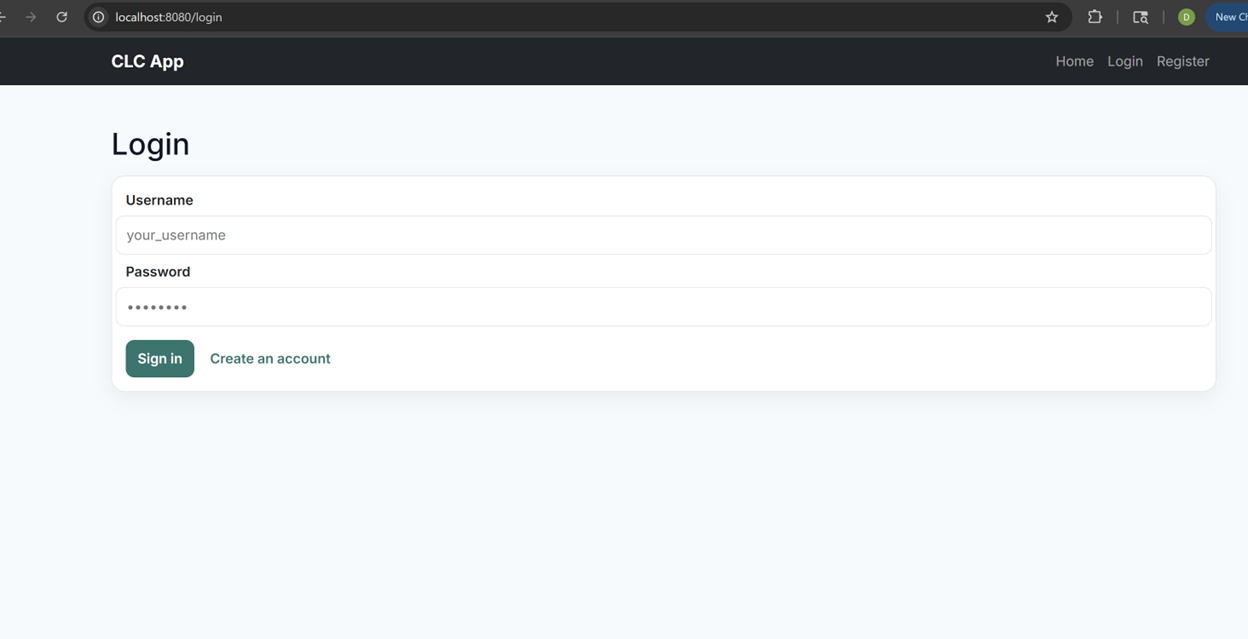 localhost:8080/login
D
New Ch
CLC App
Home Login Register
Login
Username
your_username
Password
••••••••
Sign in Create an account